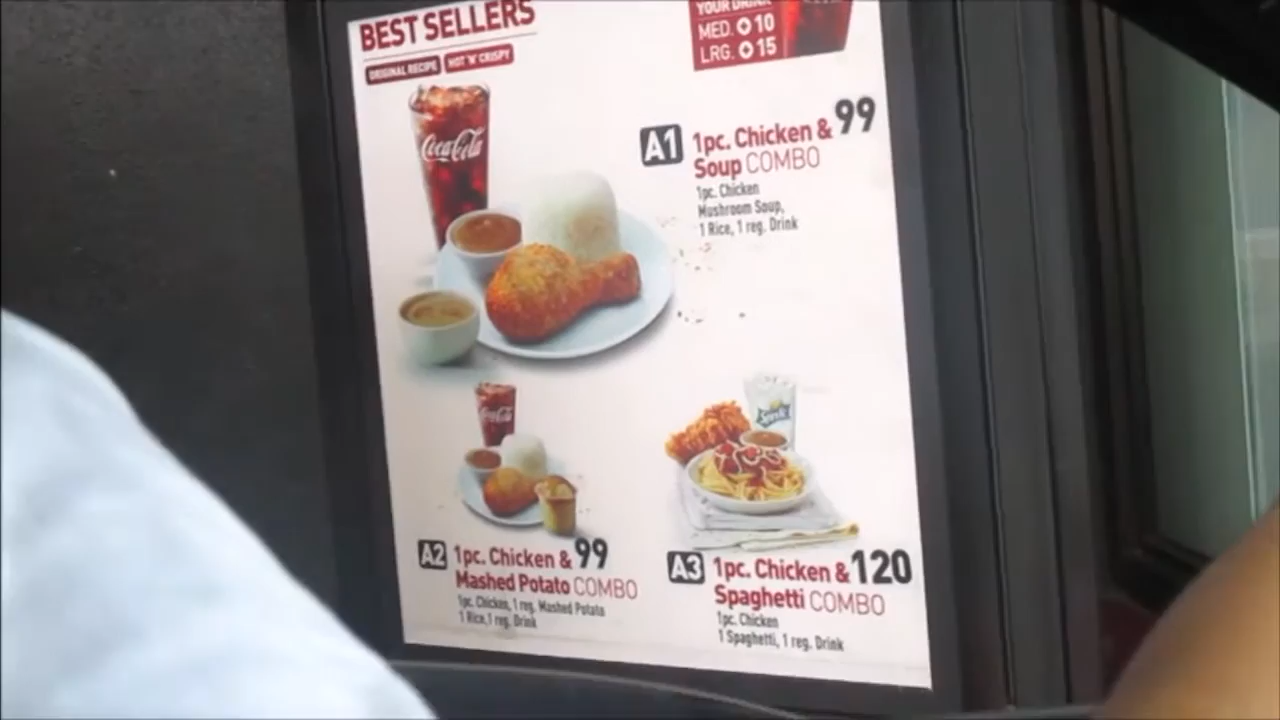 BEST SELLERS
ORIGINAL RECIPE HOT 'N' CRISPY
YOUR DRINK
MED. +10
LRG. +15
Coca-Cola
A1 1pc. Chicken & 99
Soup COMBO
1pc. Chicken
Mushroom Soup,
1 Rice, 1 reg. Drink
Coca-Cola
Sprite
A2 1pc. Chicken & 99
Mashed Potato COMBO
1pc. Chicken, 1 reg. Mashed Potato
1 Rice,1 reg. Drink
A3 1pc. Chicken & 120
Spaghetti COMBO
1pc. Chicken
1 Spaghetti, 1 reg. Drink